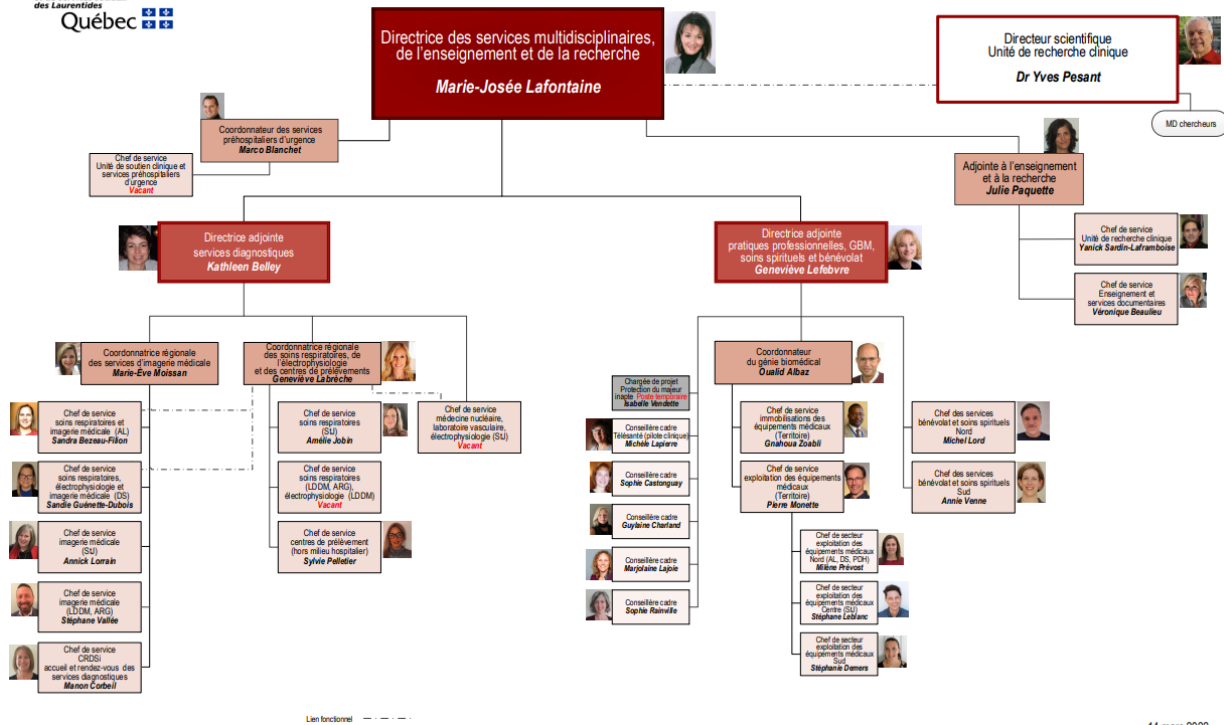 des Laurentides
Québec
Directrice des services multidisciplinaires,
de l'enseignement et de la recherche
Marie-Josée Lafontaine
Directeur scientifique
Unité de recherche clinique
Dr Yves Pesant
MD chercheurs
Coordonnateur des services
préhospitaliers d'urgence
Marco Blanchet
Chef de service
Unité de soutien clinique et
services préhospitaliers
d'urgence
Vacant
Adjointe à l'enseignement
et à la recherche
Julie Paquette
Chef de service
Unité de recherche clinique
Yanick Sardin-Laframboise
Chef de service
Enseignement et
services documentaires
Véronique Beaulieu
Directrice adjointe
services diagnostiques
Kathleen Belley
Directrice adjointe
pratiques professionnelles, GBM,
soins spirituels et bénévolat
Geneviève Lefebvre
Coordonnatrice régionale
des services d'imagerie médicale
Marie-Ève Moissan
Coordonnatrice régionale
des soins respiratoires, de
l'électrophysiologie
et des centres de prélèvements
Geneviève Labrèche
Chef de service
soins respiratoires et
imagerie médicale (AL)
Sandra Bezeau-Filion
Chef de service
soins respiratoires,
électrophysiologie et
imagerie médicale (DS)
Sandie Guénette-Dubois
Chef de service
imagerie médicale
(StJ)
Annick Lorrain
Chef de service
imagerie médicale
(LDDM, ARG)
Stéphane Vallée
Chef de service
CRDSi
accueil et rendez-vous des
services diagnostiques
Manon Corbeil
Chef de service
soins respiratoires
(StJ)
Amélie Jobin
Chef de service
soins respiratoires
(LDDM, ARG),
électrophysiologie (LDDM)
Vacant
Chef de service
centres de prélèvement
(hors milieu hospitalier)
Sylvie Pelletier
Chef de service
médecine nucléaire,
laboratoire vasculaire,
électrophysiologie (StJ)
Vacant
Chargée de projet
Protection du majeur
inapte Poste temporaire
Isabelle Vendette
Conseillère cadre
Télésanté (pilote clinique)
Michèle Lapierre
Conseillère cadre
Sophie Castonguay
Conseillère cadre
Guylaine Charland
Conseillère cadre
Marjolaine Lajoie
Conseillère cadre
Sophie Rainville
Coordonnateur
du génie biomédical
Oualid Albaz
Chef de service
immobilisations des
équipements médicaux
(Territoire)
Gnahoua Zoabli
Chef de service
exploitation des équipements
médicaux
(Territoire)
Pierre Monette
Chef de secteur
exploitation des
équipements médicaux
Nord (AL, DS, PDH)
Milène Prévost
Chef de secteur
exploitation des
équipements médicaux
Centre (StJ)
Stéphane Leblanc
Chef de secteur
exploitation des
équipements médicaux
Sud
Stéphanie Demers
Chef des services
bénévolat et soins spirituels
Nord
Michel Lord
Chef des services
bénévolat et soins spirituels
Sud
Annie Venne
Lien fonctionnel